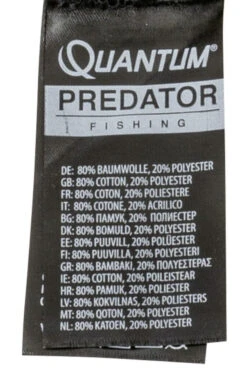 QUANTUM®
PREDATOR
FISHING
DE: 80% BAUMWOLLE, 20% POLYESTER
GB: 80% COTTON, 20% POLYESTER
FR: 80% COTON, 20% POLIESTERE
IT: 80% COTONE, 20% ACRILICO
BG: 80% ПАМУК, 20% ПОЛИЕСТЕР
DK: 80% BOMULD, 20% POLYESTER
EE: 80% PUUVILL, 20% POLÜESTER
FI: 80% PUUVILLA, 20% POLYESTERI
GR: 80% BAMBAKI, 20% ΠΟΛΥΕΣΤΕΡΑΣ
IE: 80% COTTON, 20% POILEISTEAR
HR: 80% PAMUK, 20% POLIESTER
LV: 80% KOKVILNAS, 20% POLIESTERS
MT: 80% QOTON, 20% POLYESTER
NL: 80% KATOEN, 20% POLYESTER